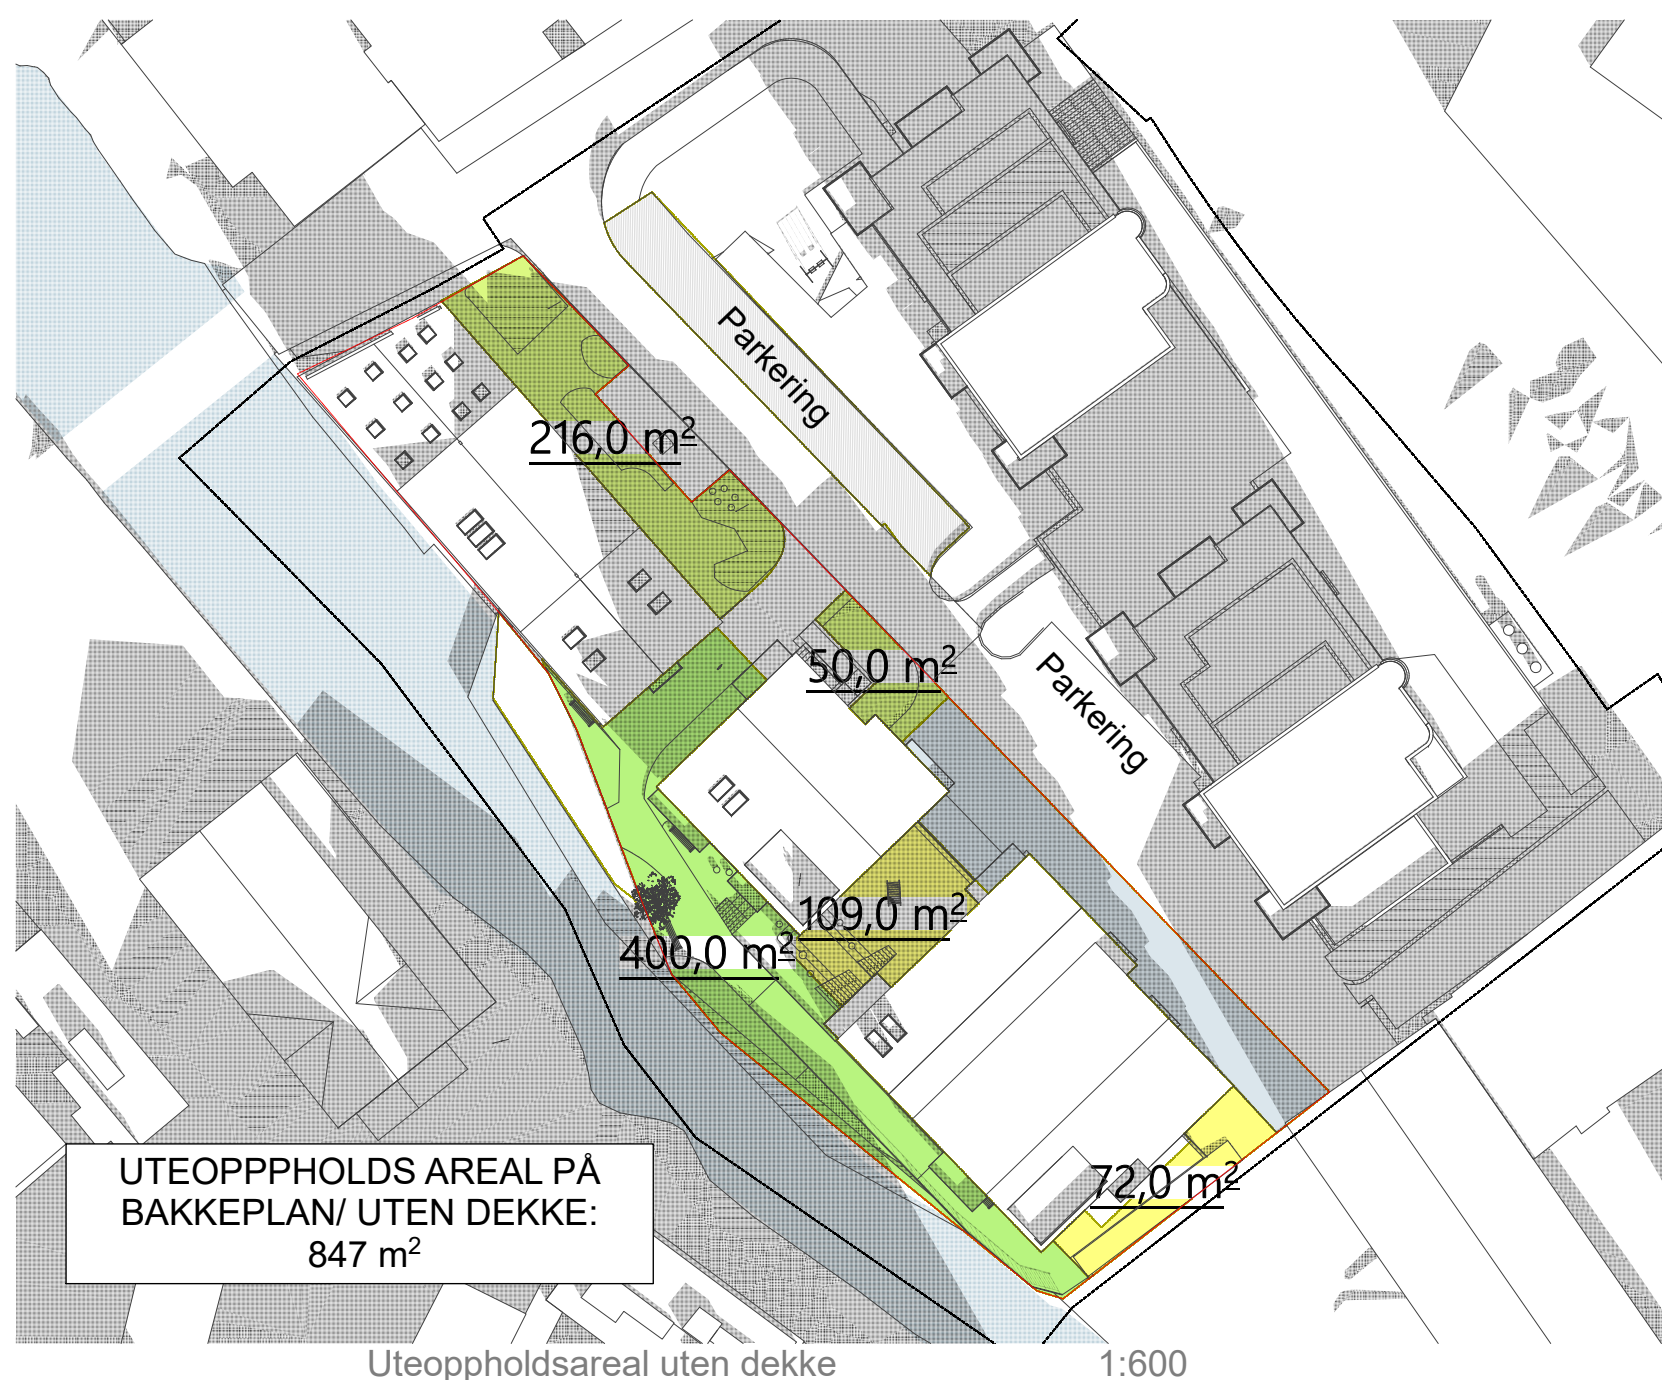 Parkering
216,0 m²
50,0 m²
Parkering
109,0 m²
400,0 m²
72,0 m²
UTEOPPPHOLDS AREAL PÅ
BAKKEPLAN/ UTEN DEKKE:
847 m²
Uteoppholdsareal uten dekke 1:600